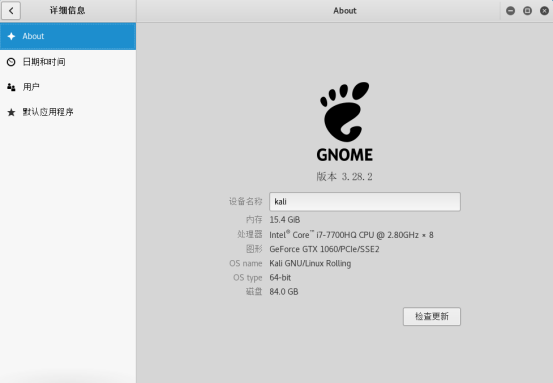 详细信息
About
About
日期和时间
用户
默认应用程序
GNOME
版本 3.28.2
设备名称 kali
内存 15.4 GiB
处理器 Intel® Core™ i7-7700HQ CPU @ 2.80GHz × 8
图形 GeForce GTX 1060/PCIe/SSE2
OS name Kali GNU/Linux Rolling
OS type 64-bit
磁盘 84.0 GB
检查更新